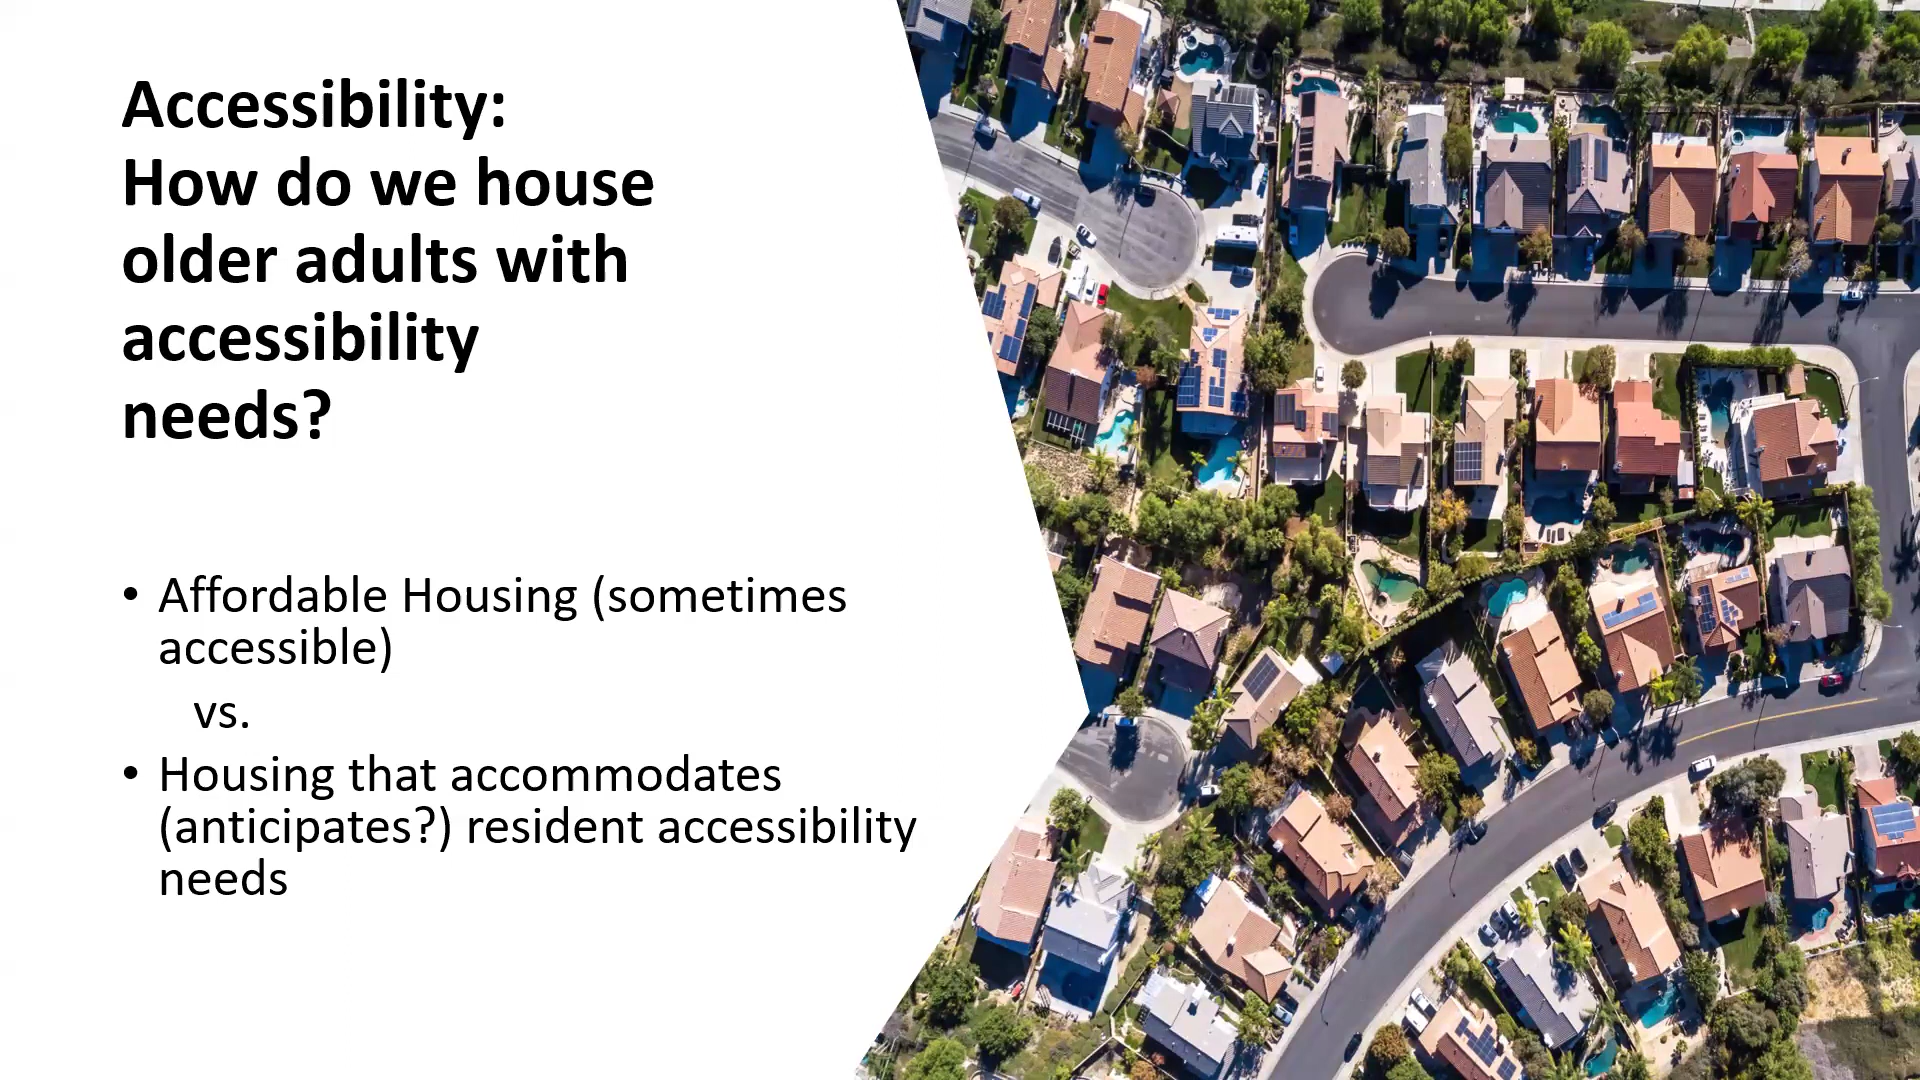 Accessibility:
How do we house
older adults with
accessibility
needs?
• Affordable Housing (sometimes
accessible)
vs.
• Housing that accommodates
(anticipates?) resident accessibility
needs